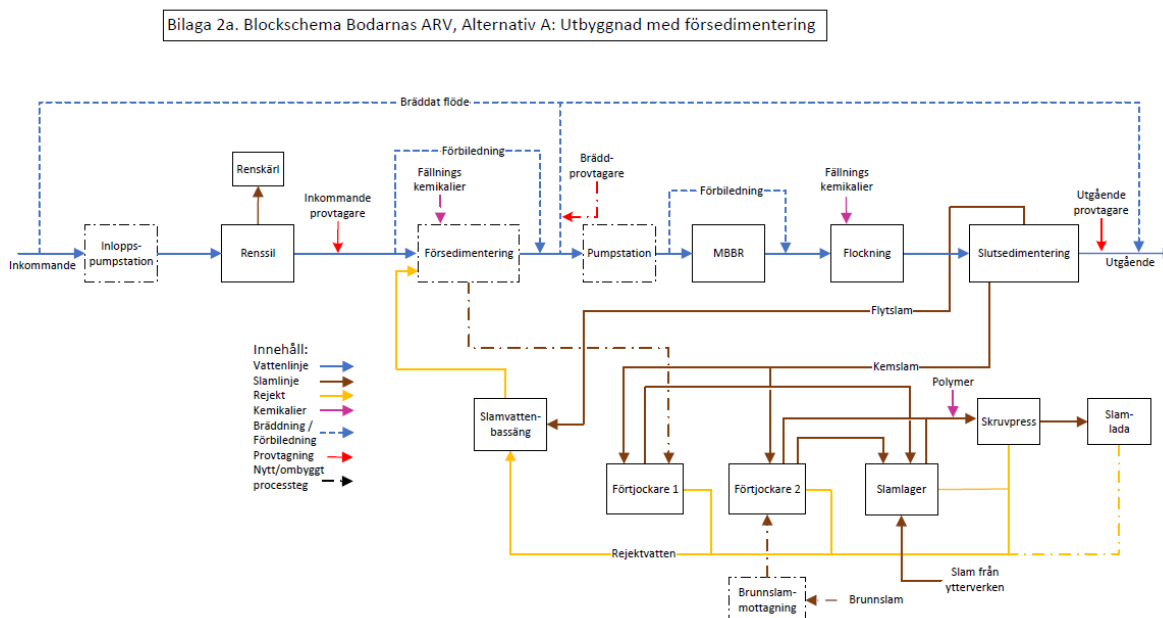 Bilaga 2a. Blockschema Bodarnas ARV, Alternativ A: Utbyggnad med försedimentering
Bräddat flöde
Renskärl
Inkommande
provtagare
Förbiledning
Fällnings
kemikalier
Brädd-
provtagare
Förbiledning
Fällnings
kemikalier
Utgående
provtagare
Inkommande
Inlopps-
pumpstation
Renssil
Försedimentering
Pumpstation
MBBR
Flockning
Slutsedimentering
Utgående
Flytslam
Kemslam
Innehåll:
Vattenlinje
Slamlinje
Rejekt
Kemikalier
Bräddning /
Förbiledning
Provtagning
Nytt/ombyggt
processteg
Slamvatten-
bassäng
Polymer
Skruvpress
Slam-
lada
Förtjockare 1
Förtjockare 2
Slamlager
Rejektvatten
Slam från
ytterverken
Brunnslam-
mottagning
Brunnslam